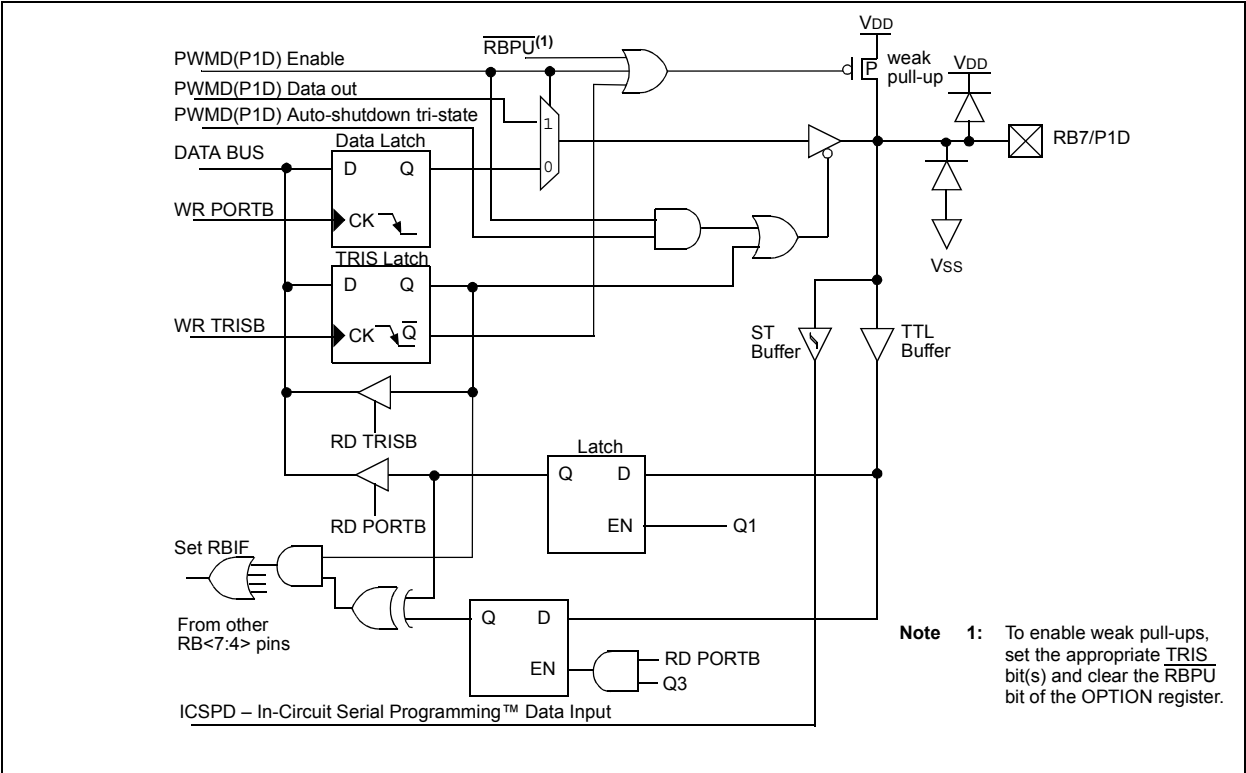 VDD
RBPU(1)
PWMD(P1D) Enable
weak
pull-up
P
VDD
PWMD(P1D) Data out
PWMD(P1D) Auto-shutdown tri-state
1
0
RB7/P1D
DATA BUS
Data Latch
D
Q
WR PORTB
CK
VSS
TRIS Latch
D
Q
WR TRISB
CK
Q
ST
Buffer
TTL
Buffer
RD TRISB
Latch
Q
D
EN
Q1
RD PORTB
Set RBIF
From other
RB<7:4> pins
Q
D
EN
RD PORTB
Q3
ICSPD – In-Circuit Serial Programming™ Data Input
Note 1: To enable weak pull-ups,
set the appropriate TRIS
bit(s) and clear the RBPU
bit of the OPTION register.